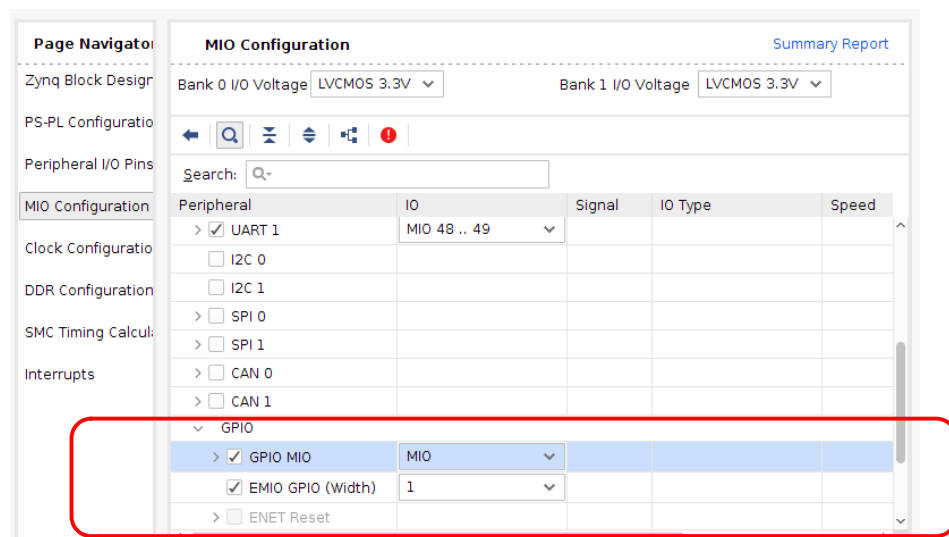 Page Navigator
MIO Configuration
Summary Report
Zynq Block Design
Bank 0 I/O Voltage LVCMOS 3.3V
Bank 1 I/O Voltage LVCMOS 3.3V
PS-PL Configuratio
Peripheral I/O Pins
Search:
MIO Configuration
Peripheral IO Signal IO Type Speed
UART 1 MIO 48 .. 49
Clock Configuratio
I2C 0
DDR Configuration
I2C 1
SPI 0
SMC Timing Calcula
SPI 1
Interrupts
CAN 0
CAN 1
GPIO
GPIO MIO MIO
EMIO GPIO (Width) 1
ENET Reset